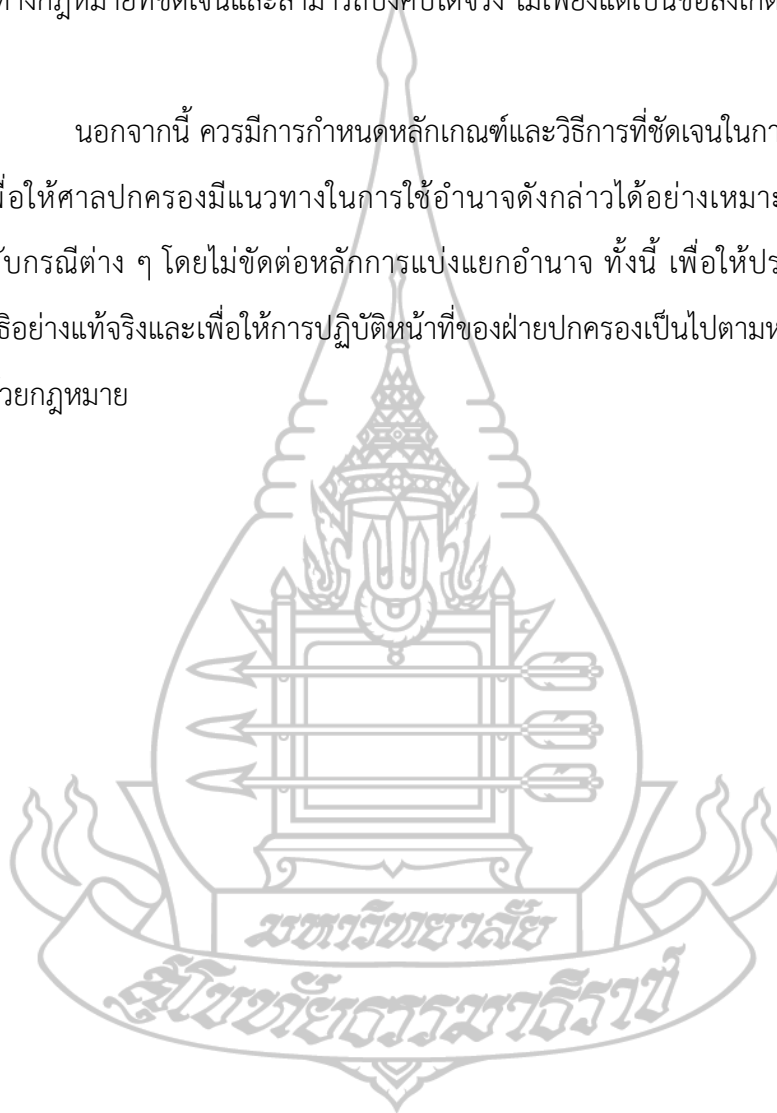 ทางกฎหมายที่ชัดเจนและสามารถบังคับได้จริง ไม่เพียงแต่เป็นข้อสังเกต
นอกจากนี้ ควรมีการกำหนดหลักเกณฑ์และวิธีการที่ชัดเจนในกา
พื่อให้ศาลปกครองมีแนวทางในการใช้อำนาจดังกล่าวได้อย่างเหมาะ
ับกรณีต่าง ๆ โดยไม่ขัดต่อหลักการแบ่งแยกอำนาจ ทั้งนี้ เพื่อให้ประ
ธิอย่างแท้จริงและเพื่อให้การปฏิบัติหน้าที่ของฝ่ายปกครองเป็นไปตามห
วยกฎหมาย
มหาวิทยาลัย
สุโขทัยธรรมาธิราช